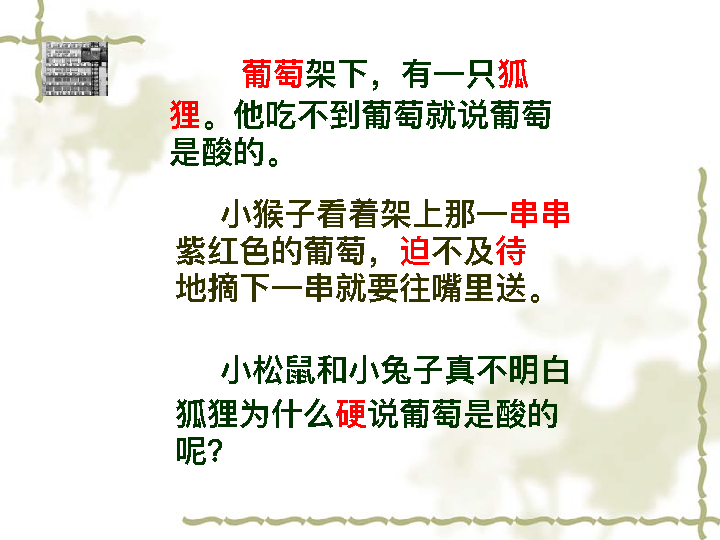 葡萄架下，有一只狐
狸。他吃不到葡萄就说葡萄
是酸的。
小猴子看着架上那一串串
紫红色的葡萄，迫不及待
地摘下一串就要往嘴里送。
小松鼠和小兔子真不明白
狐狸为什么硬说葡萄是酸的
呢？